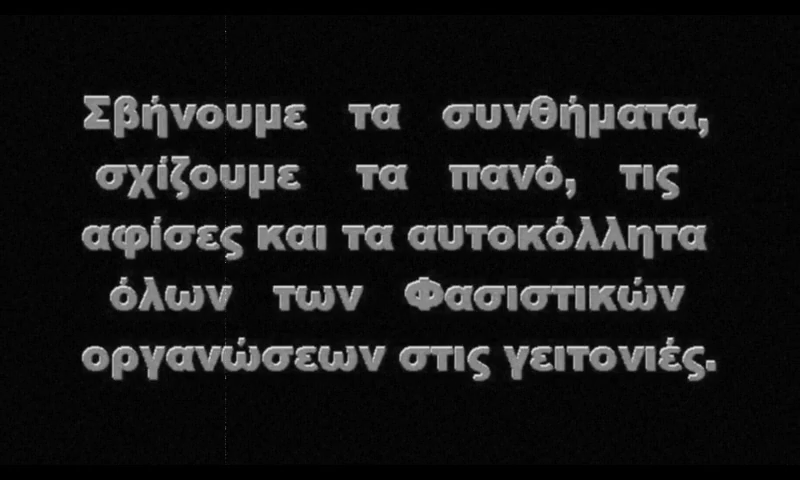 Σβήνουμε τα συνθήματα,
σχίζουμε τα πανό, τις
αφίσες και τα αυτοκόλλητα
όλων των Φασιστικών
οργανώσεων στις γειτονιές.